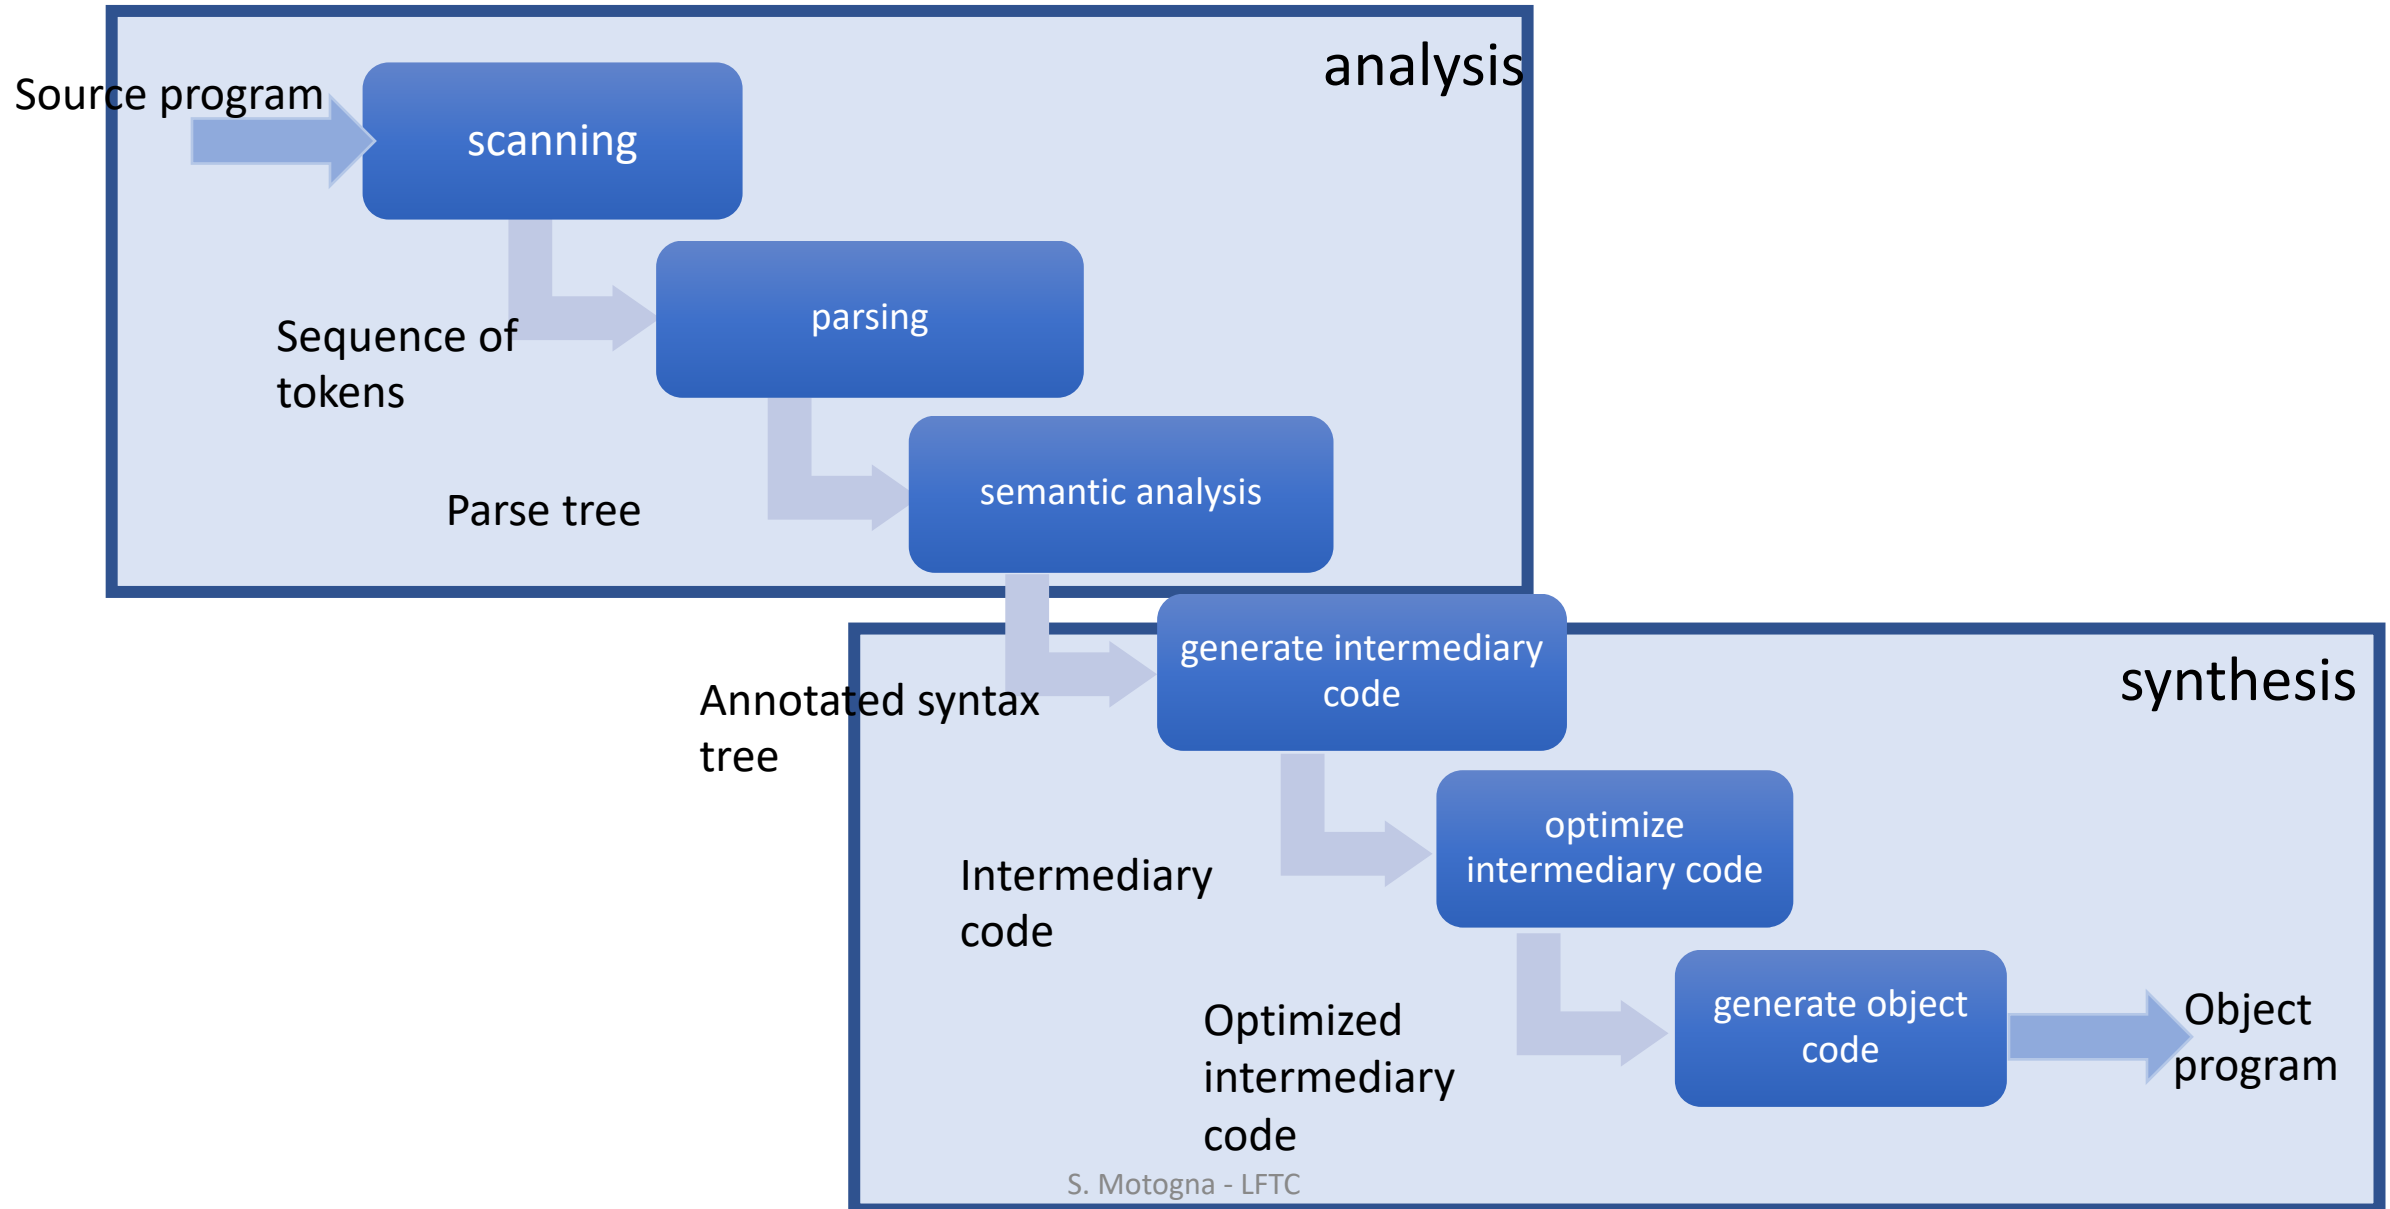 analysis
Source program
scanning
Sequence of
tokens
parsing
Parse tree
semantic analysis
Annotated syntax
tree
generate intermediary
code
synthesis
Intermediary
code
optimize
intermediary code
Optimized
intermediary
code
generate object
code
Object
program
S. Motogna - LFTC